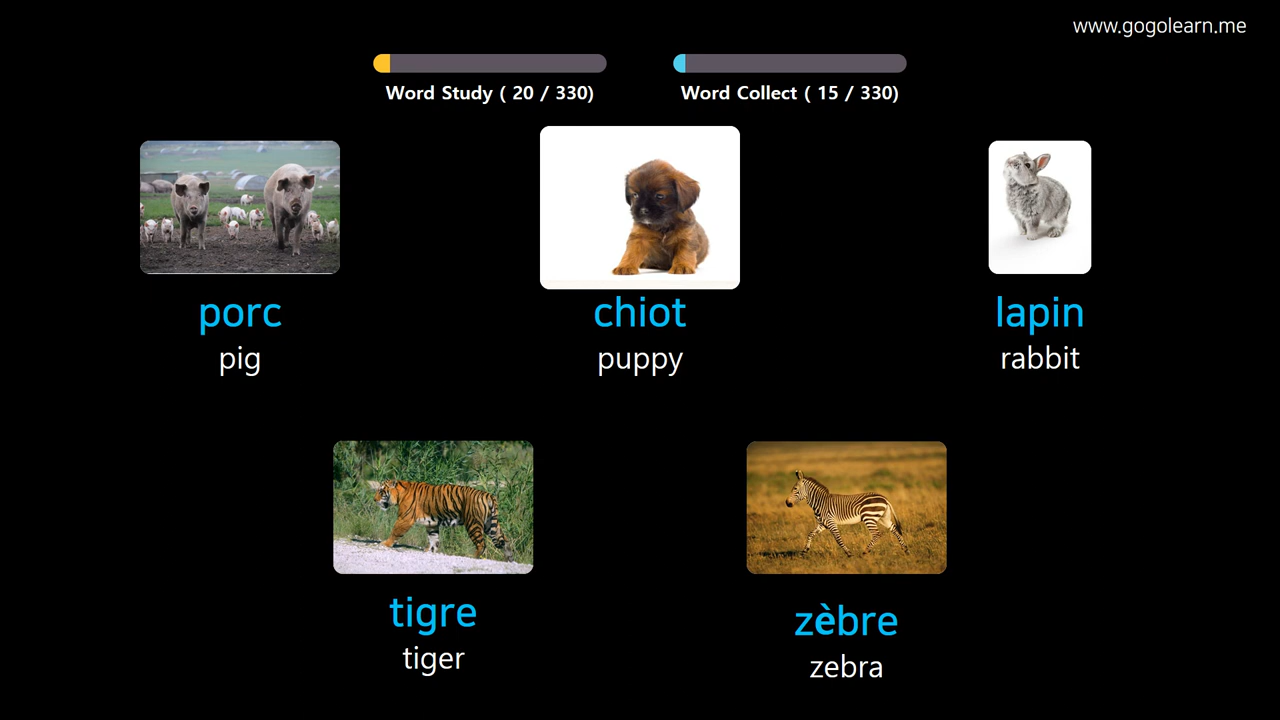 www.gogolearn.me
Word Study ( 20 / 330)
Word Collect ( 15 / 330)
porc
pig
chiot
puppy
lapin
rabbit
tigre
tiger
zèbre
zebra